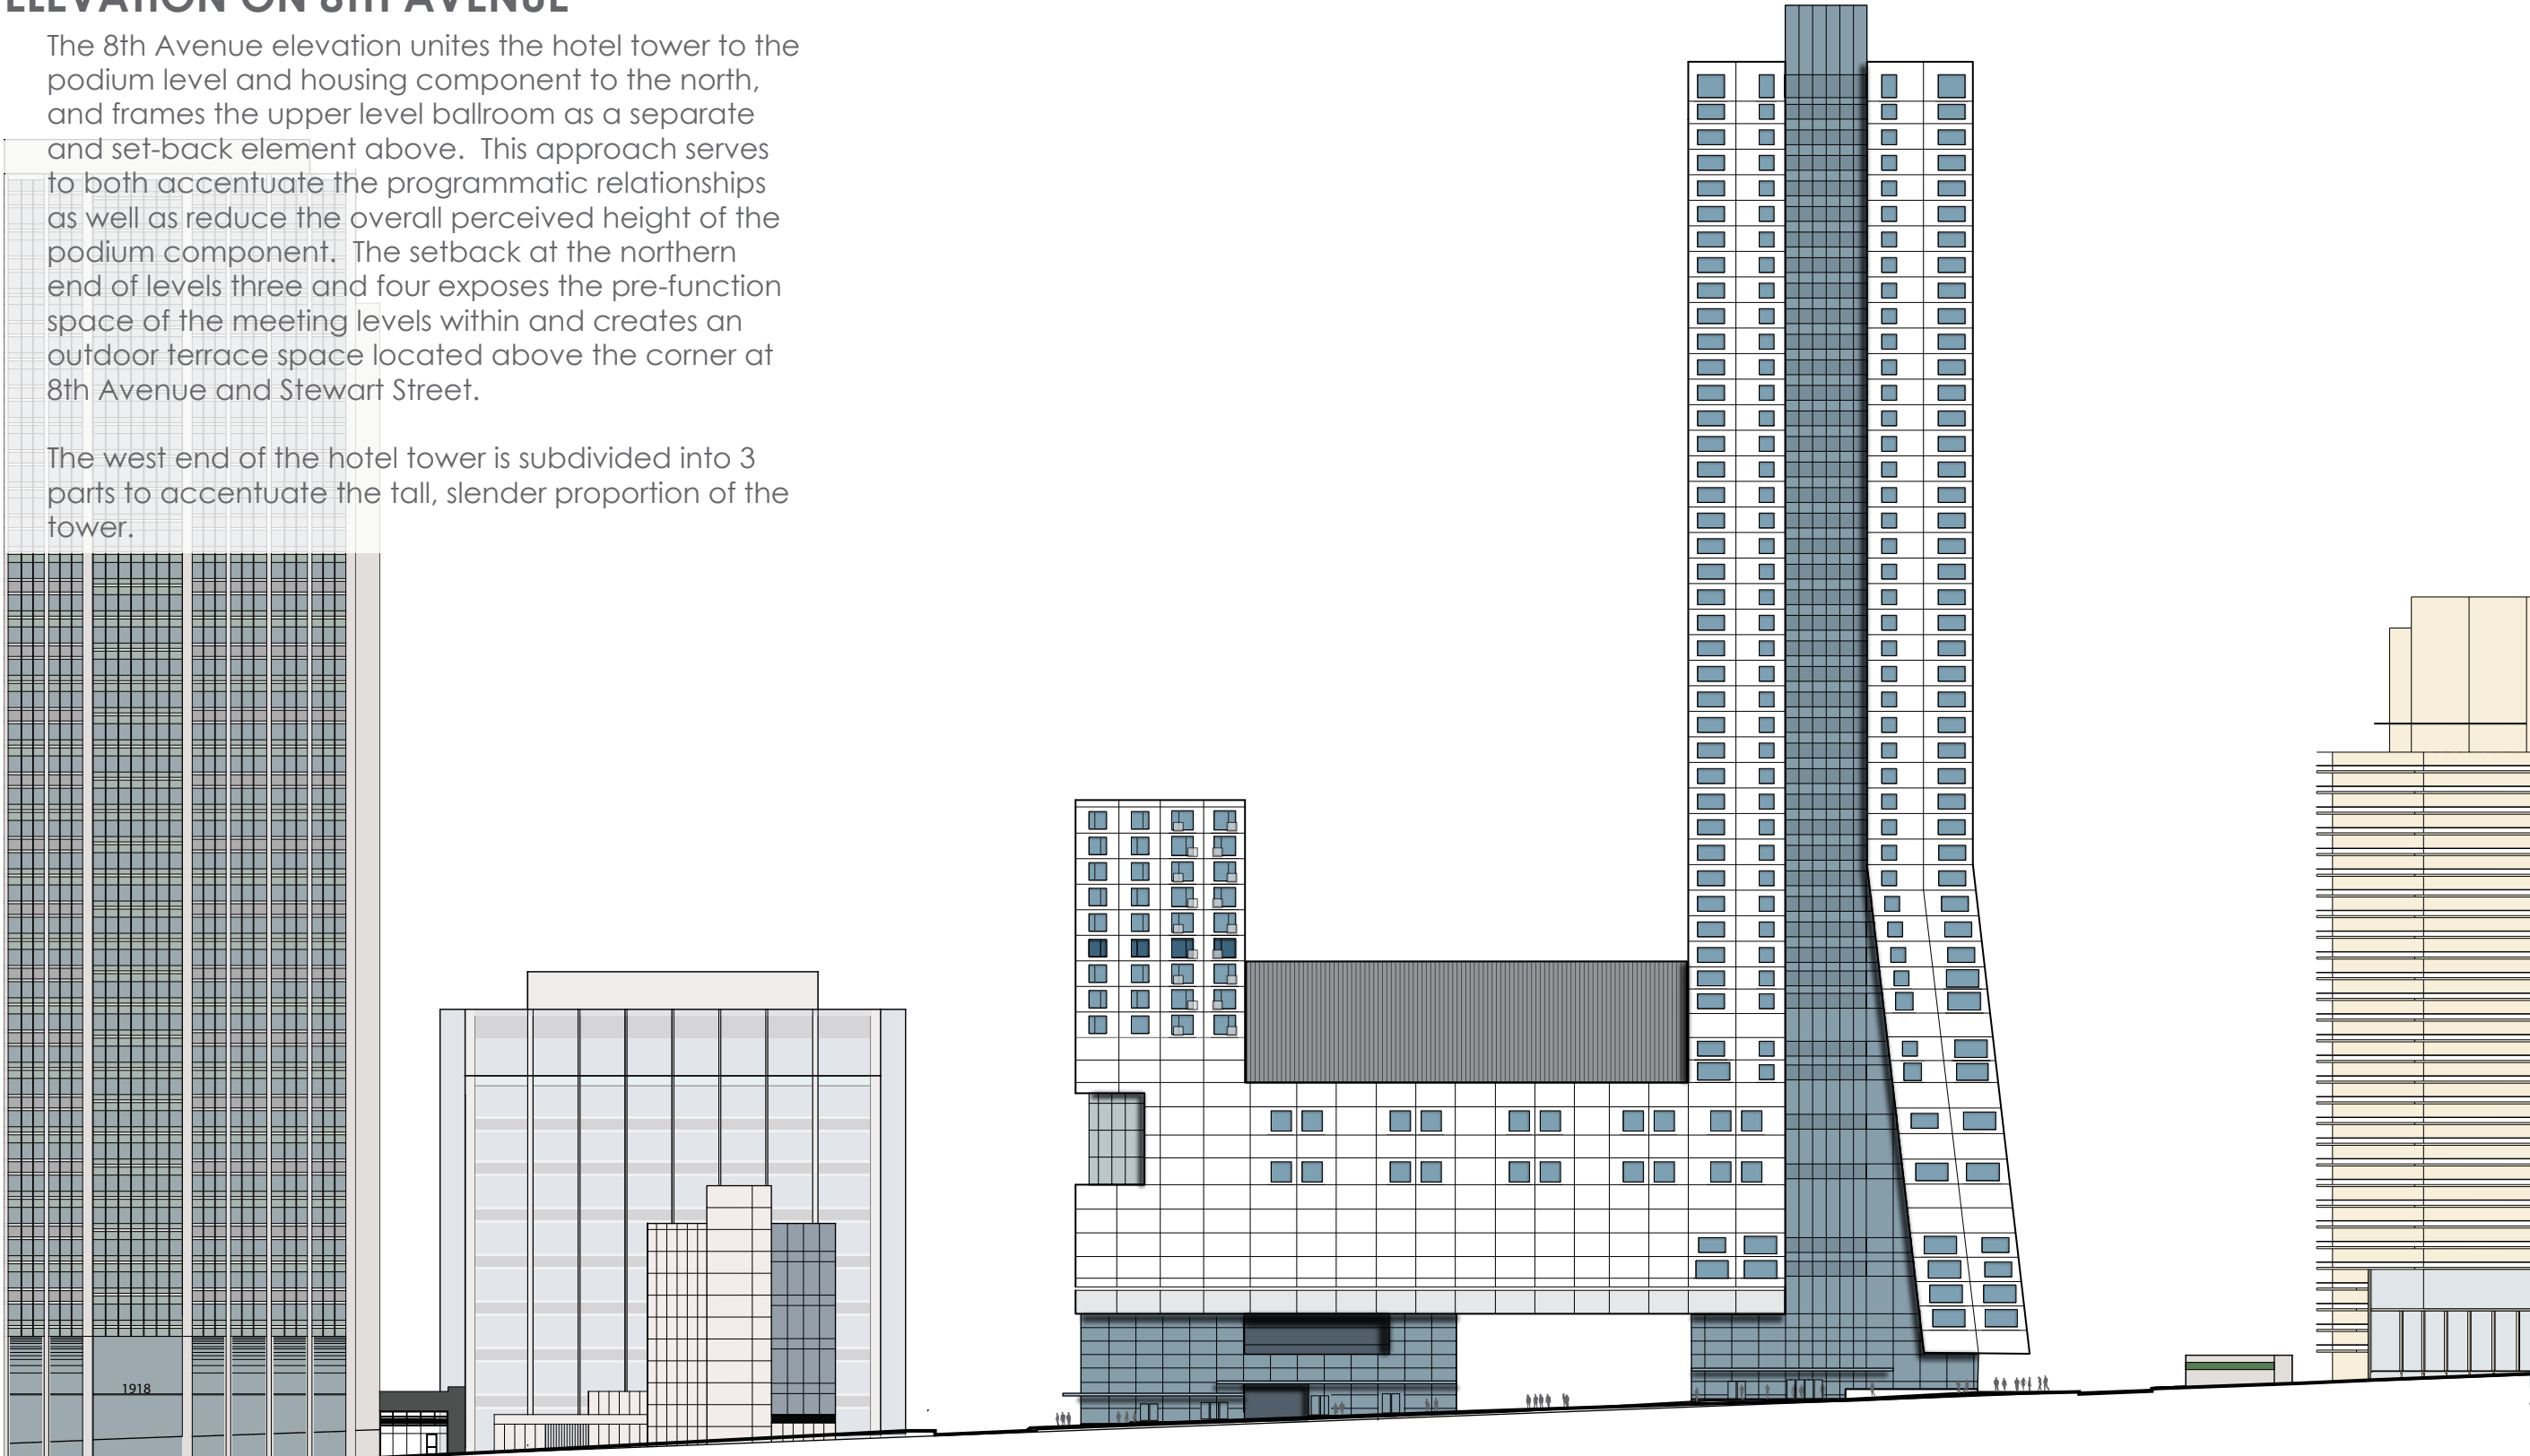 ELEVATION ON 8TH AVENUE
The 8th Avenue elevation unites the hotel tower to the
podium level and housing component to the north,
and frames the upper level ballroom as a separate
and set-back element above.  This approach serves
to both accentuate the programmatic relationships
as well as reduce the overall perceived height of the
podium component.  The setback at the northern
end of levels three and four exposes the pre-function
space of the meeting levels within and creates an
outdoor terrace space located above the corner at
8th Avenue and Stewart Street.
The west end of the hotel tower is subdivided into 3
parts to accentuate the tall, slender proportion of the
tower.
1918